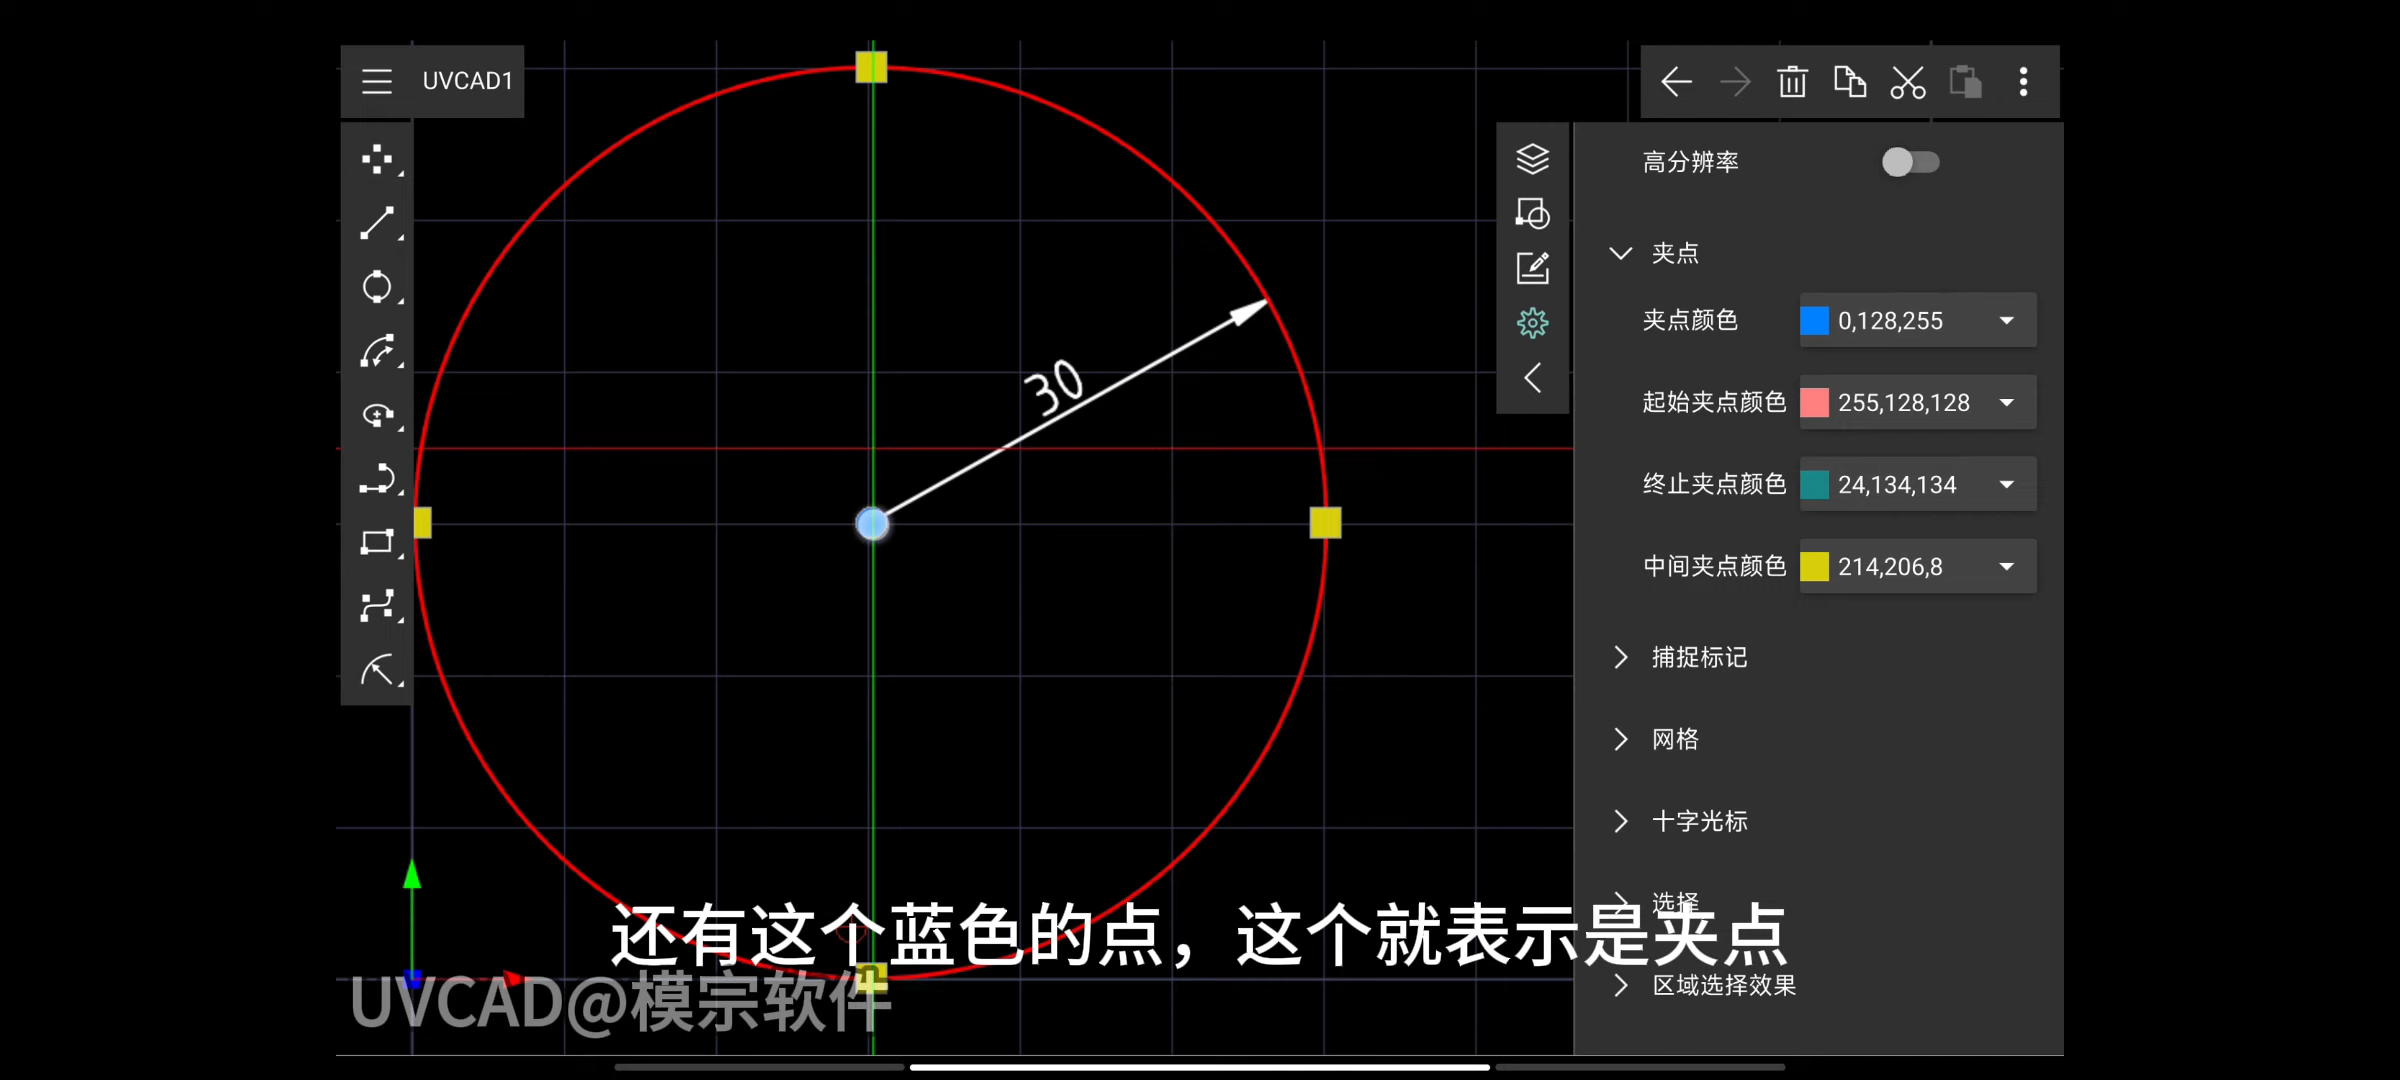 UVCAD1
高分辨率
夹点
夹点颜色 0,128,255
起始夹点颜色 255,128,128
终止夹点颜色 24,134,134
中间夹点颜色 214,206,8
捕捉标记
网格
十字光标
选择
区域选择效果
30
还有这个蓝色的点，这个就表示是夹点
UVCAD@模宗软件